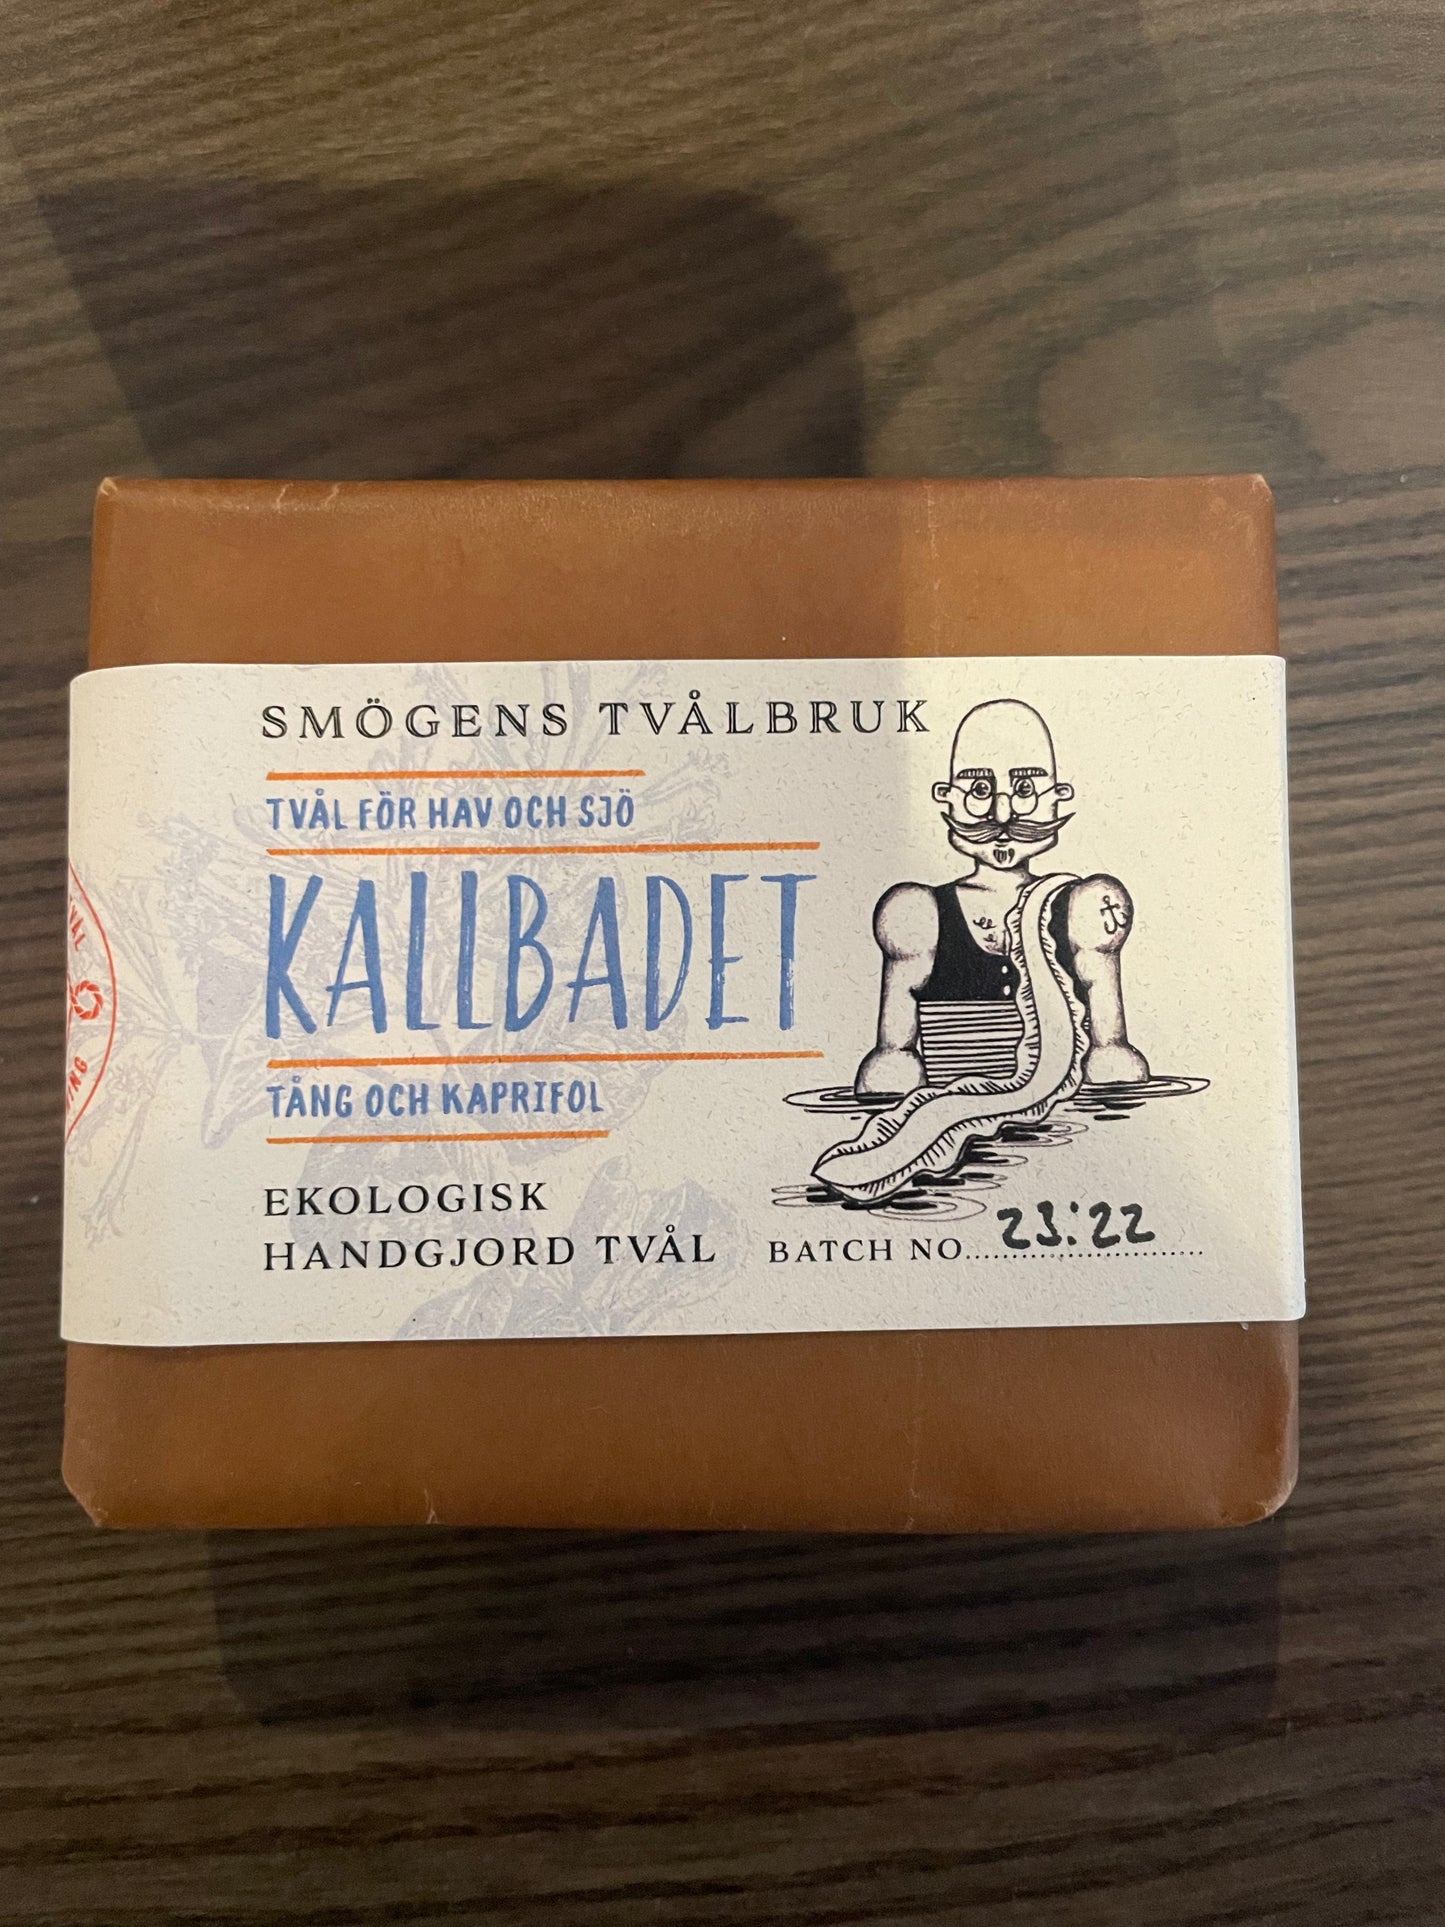 SMÖGENS TVÅLBRUK
TVÅL FÖR HAV OCH SJÖ
KALLBADET
TÅNG OCH KAPRIFOL
EKOLOGISK
HANDGJORD TVÅL
BATCH NO. 23:22